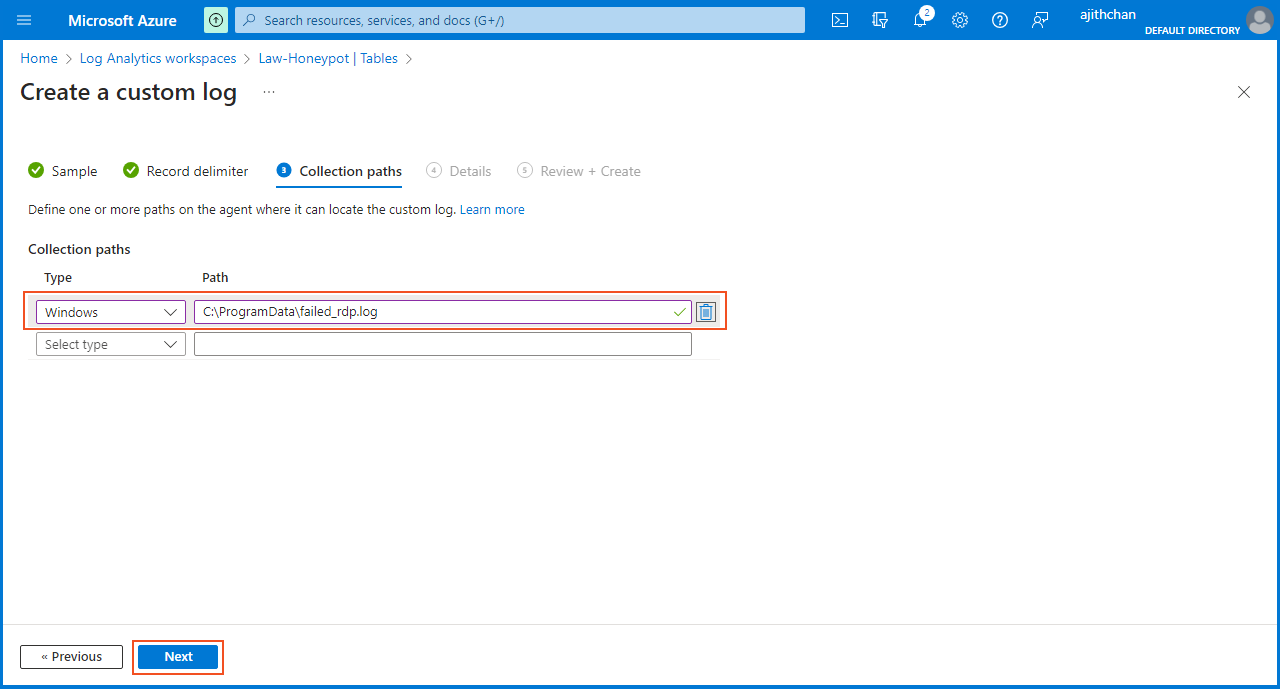 Microsoft Azure
Search resources, services, and docs (G+/)
2
ajithchan
DEFAULT DIRECTORY
Home > Log Analytics workspaces > Law-Honeypot | Tables >
Create a custom log ...
Sample
Record delimiter
3 Collection paths
4 Details
5 Review + Create
Define one or more paths on the agent where it can locate the custom log. Learn more
Collection paths
Type Path
Windows C:\ProgramData\failed_rdp.log
Select type
« Previous Next